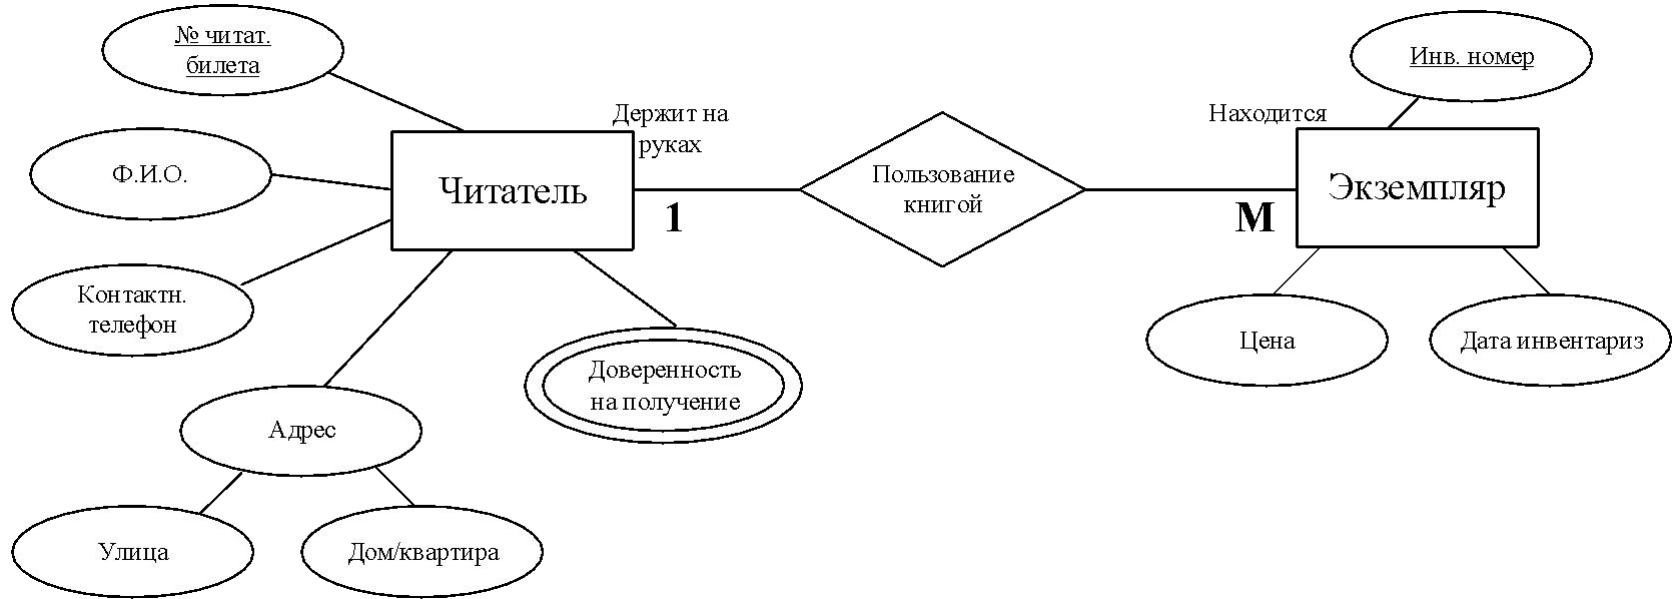 № читат.
билета
Инв. номер
Держит на
руках
Находится
Ф.И.О.
Читатель
Пользование
книгой
Экземпляр
1
М
Контактн.
телефон
Цена
Дата инвентариз
Доверенность
на получение
Адрес
Улица
Дом/квартира